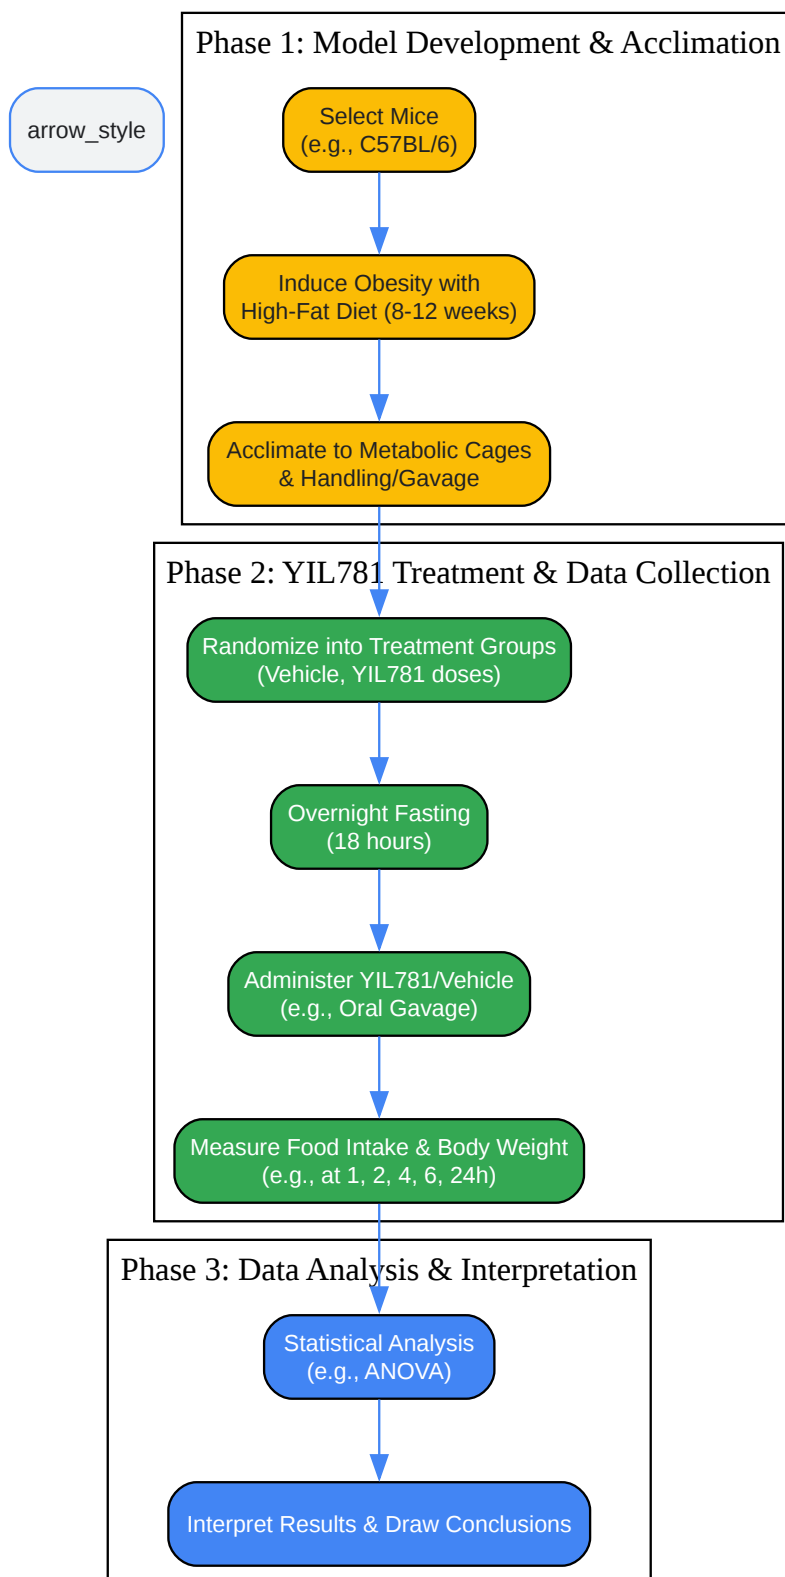 Phase 1: Model Development & Acclimation
arrow_style
Select Mice
(e.g., C57BL/6)
Induce Obesity with
High-Fat Diet (8-12 weeks)
Acclimate to Metabolic Cages
& Handling/Gavage
Phase 2: YIL781 Treatment & Data Collection
Randomize into Treatment Groups
(Vehicle, YIL781 doses)
Overnight Fasting
(18 hours)
Administer YIL781/Vehicle
(e.g., Oral Gavage)
Measure Food Intake & Body Weight
(e.g., at 1, 2, 4, 6, 24h)
Phase 3: Data Analysis & Interpretation
Statistical Analysis
(e.g., ANOVA)
Interpret Results & Draw Conclusions